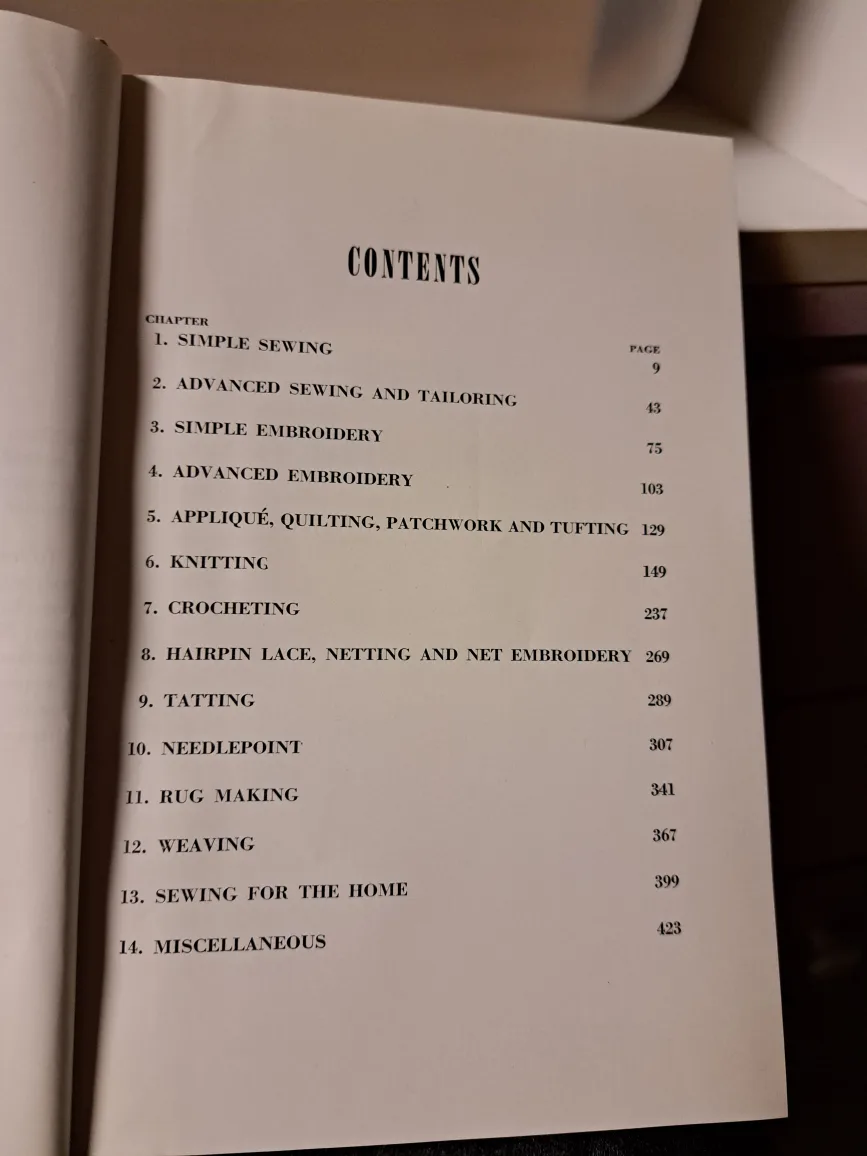 CONTENTS
CHAPTER PAGE
1. SIMPLE SEWING 9
2. ADVANCED SEWING AND TAILORING 43
3. SIMPLE EMBROIDERY 75
4. ADVANCED EMBROIDERY 103
5. APPLIQUÉ, QUILTING, PATCHWORK AND TUFTING 129
6. KNITTING 149
7. CROCHETING 237
8. HAIRPIN LACE, NETTING AND NET EMBROIDERY 269
9. TATTING 289
10. NEEDLEPOINT 307
11. RUG MAKING 341
12. WEAVING 367
13. SEWING FOR THE HOME 399
14. MISCELLANEOUS 423